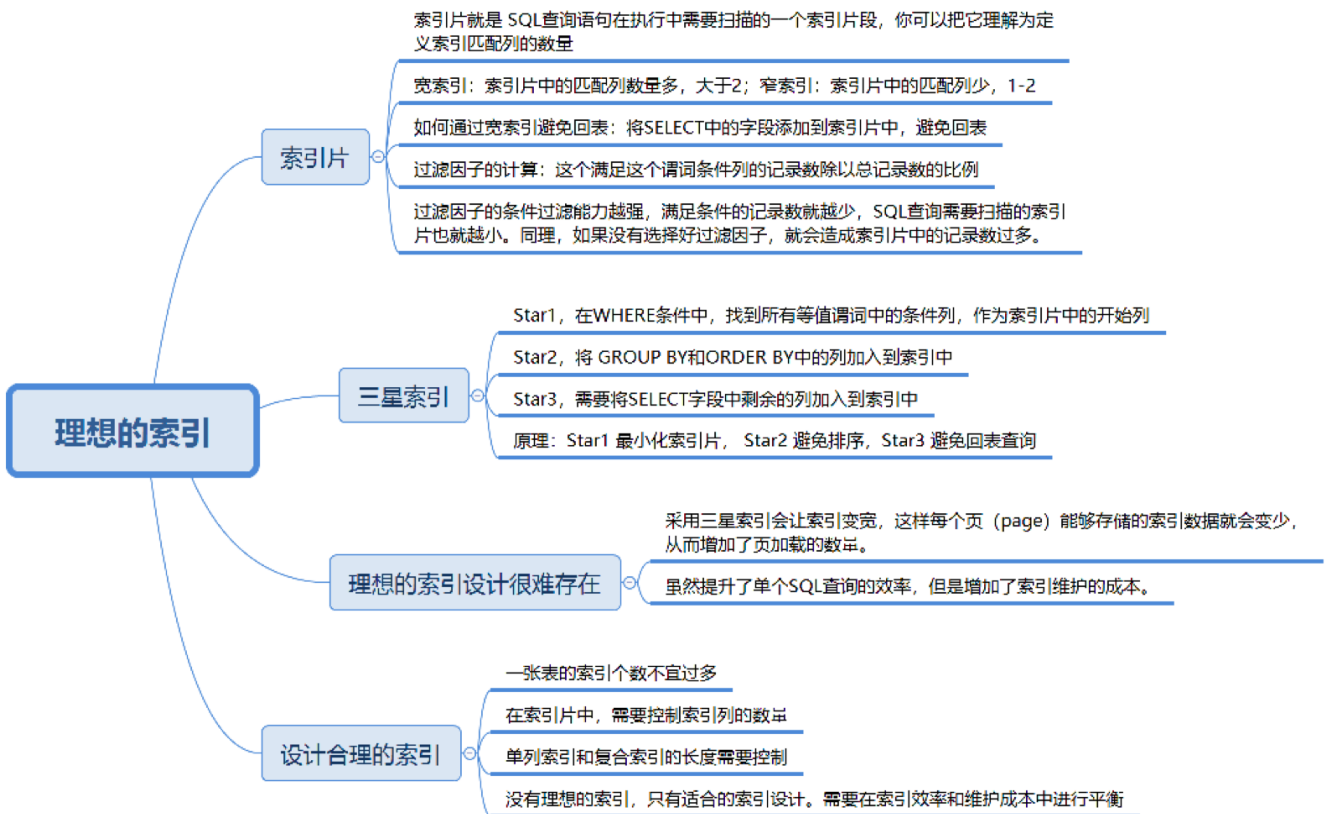 理想的索引
索引片
索引片就是 SQL查询语句在执行中需要扫描的一个索引片段，你可以把它理解为定
义索引匹配列的数量
宽索引：索引片中的匹配列数量多，大于2；窄索引：索引片中的匹配列少，1-2
如何通过宽索引避免回表：将SELECT中的字段添加到索引片中，避免回表
过滤因子的计算：这个满足这个谓词条件列的记录数除以总记录数的比例
过滤因子的条件过滤能力越强，满足条件的记录数就越少，SQL查询需要扫描的索引
片也就越小。同理，如果没有选择好过滤因子，就会造成索引片中的记录数过多。
三星索引
Star1，在WHERE条件中，找到所有等值谓词中的条件列，作为索引片中的开始列
Star2，将 GROUP BY和ORDER BY中的列加入到索引中
Star3，需要将SELECT字段中剩余的列加入到索引中
原理：Star1 最小化索引片， Star2 避免排序，Star3 避免回表查询
理想的索引设计很难存在
采用三星索引会让索引变宽，这样每个页（page）能够存储的索引数据就会变少，
从而增加了页加载的数量。
虽然提升了单个SQL查询的效率，但是增加了索引维护的成本。
设计合理的索引
一张表的索引个数不宜过多
在索引片中，需要控制索引列的数量
单列索引和复合索引的长度需要控制
没有理想的索引，只有适合的索引设计。需要在索引效率和维护成本中进行平衡